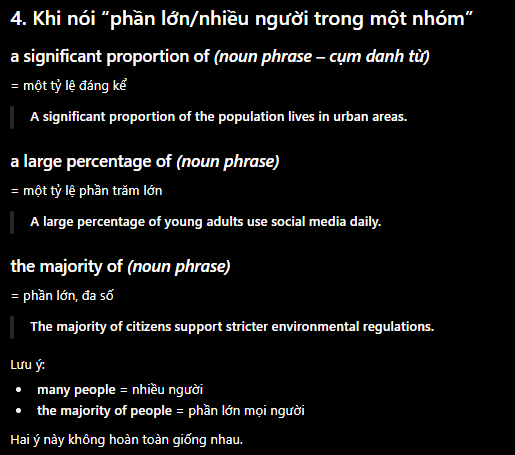 4. Khi nói “phần lớn/nhiều người trong một nhóm”
a significant proportion of (noun phrase – cụm danh từ)
= một tỷ lệ đáng kể
A significant proportion of the population lives in urban areas.
a large percentage of (noun phrase)
= một tỷ lệ phần trăm lớn
A large percentage of young adults use social media daily.
the majority of (noun phrase)
= phần lớn, đa số
The majority of citizens support stricter environmental regulations.
Lưu ý:
• many people = nhiều người
• the majority of people = phần lớn mọi người
Hai ý này không hoàn toàn giống nhau.